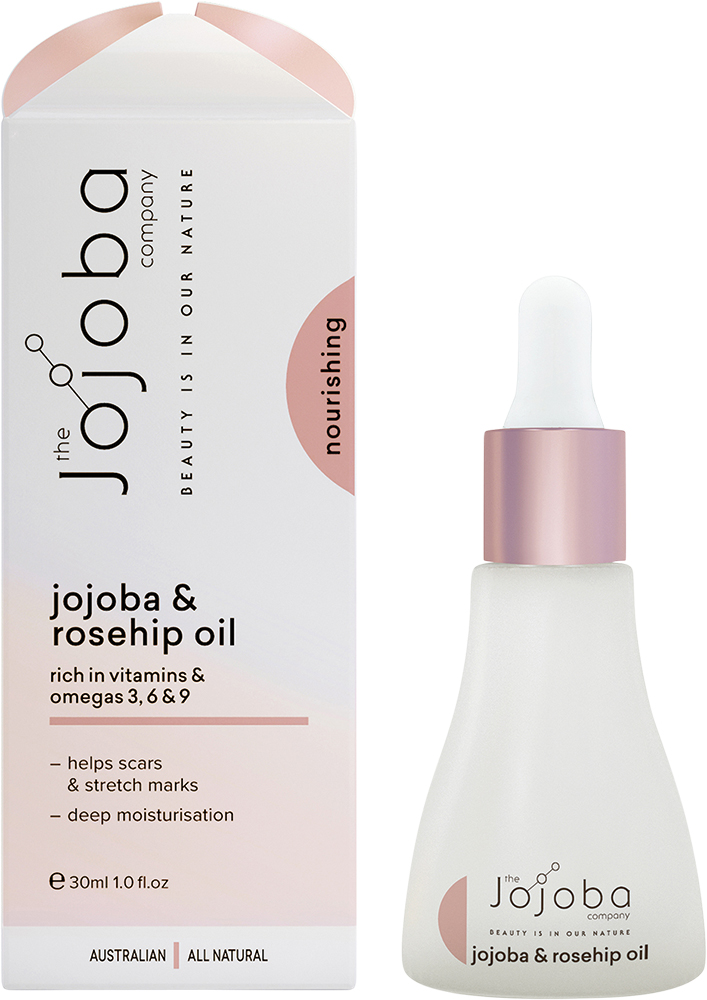 the
Jojoba
company
BEAUTY IS IN OUR NATURE
nourishing
jojoba &
rosehip oil
rich in vitamins &
omegas 3, 6 & 9
– helps scars
& stretch marks
– deep moisturisation
℮ 30ml 1.0 fl.oz
AUSTRALIAN | ALL NATURAL
the
Jojoba
company
BEAUTY IS IN OUR NATURE
jojoba & rosehip oil